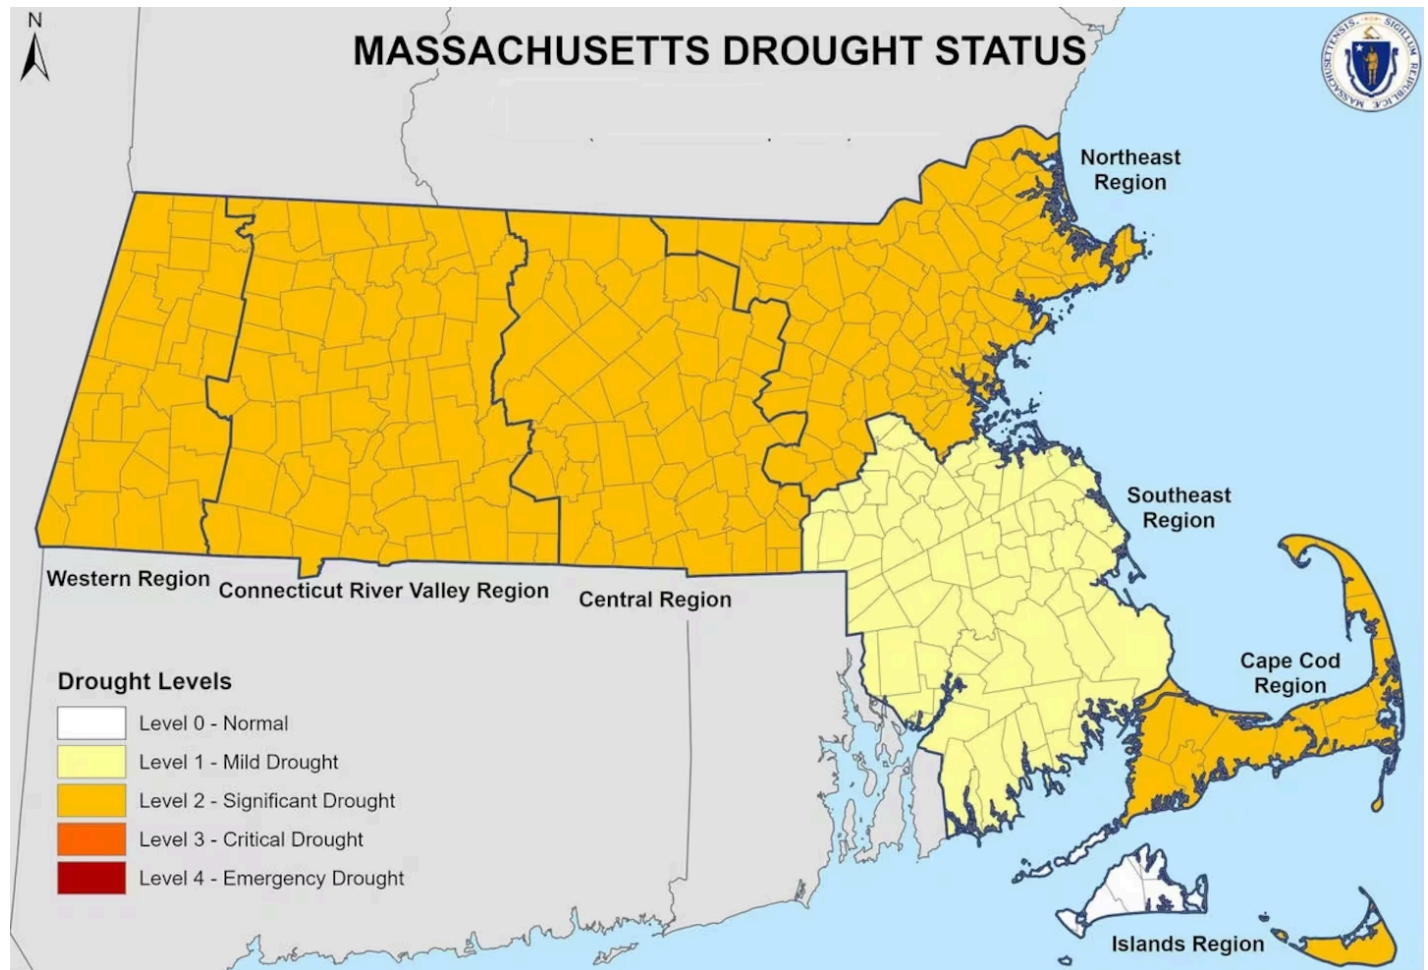 N
MASSACHUSETTS DROUGHT STATUS
Northeast
Region
Southeast
Region
Western Region
Connecticut River Valley Region
Central Region
Cape Cod
Region
Drought Levels
Level 0 - Normal
Level 1 - Mild Drought
Level 2 - Significant Drought
Level 3 - Critical Drought
Level 4 - Emergency Drought
Islands Region